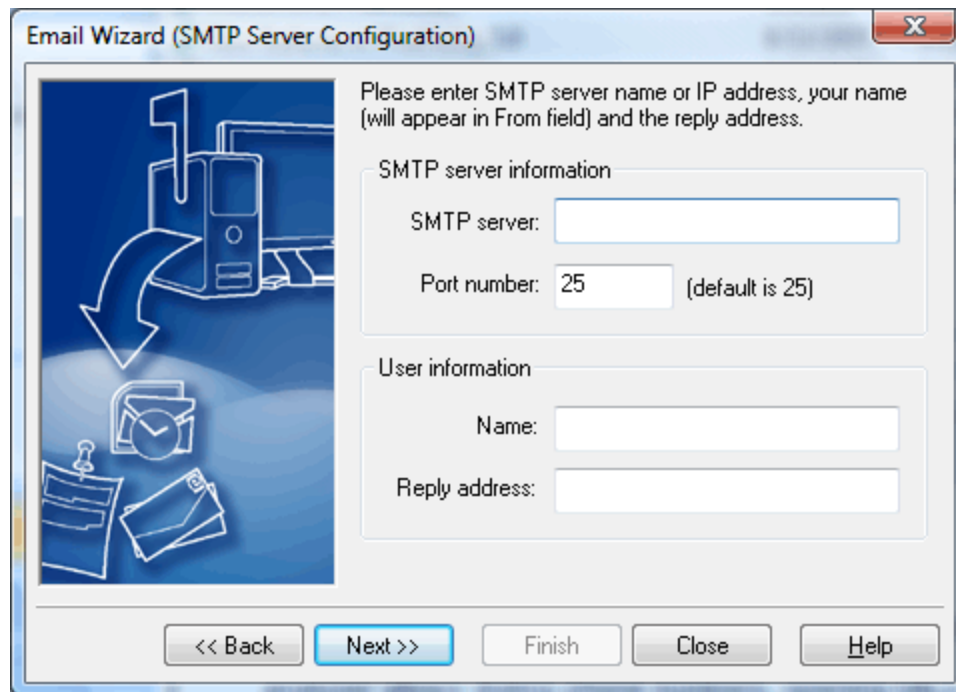 Email Wizard (SMTP Server Configuration)
Please enter SMTP server name or IP address, your name
(will appear in From field) and the reply address.
SMTP server information
SMTP server:
Port number: 25 (default is 25)
User information
Name:
Reply address:
<< Back Next >> Finish Close Help